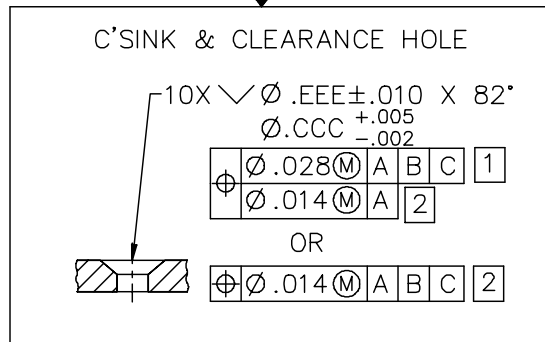 C'SINK & CLEARANCE HOLE
10X ⌵ Ø .EEE±.010 X 82°
Ø.CCC +.005 -.002
⌖ Ø.028Ⓜ A B C 1
Ø.014Ⓜ A 2
OR
⌖ Ø.014Ⓜ A B C 2